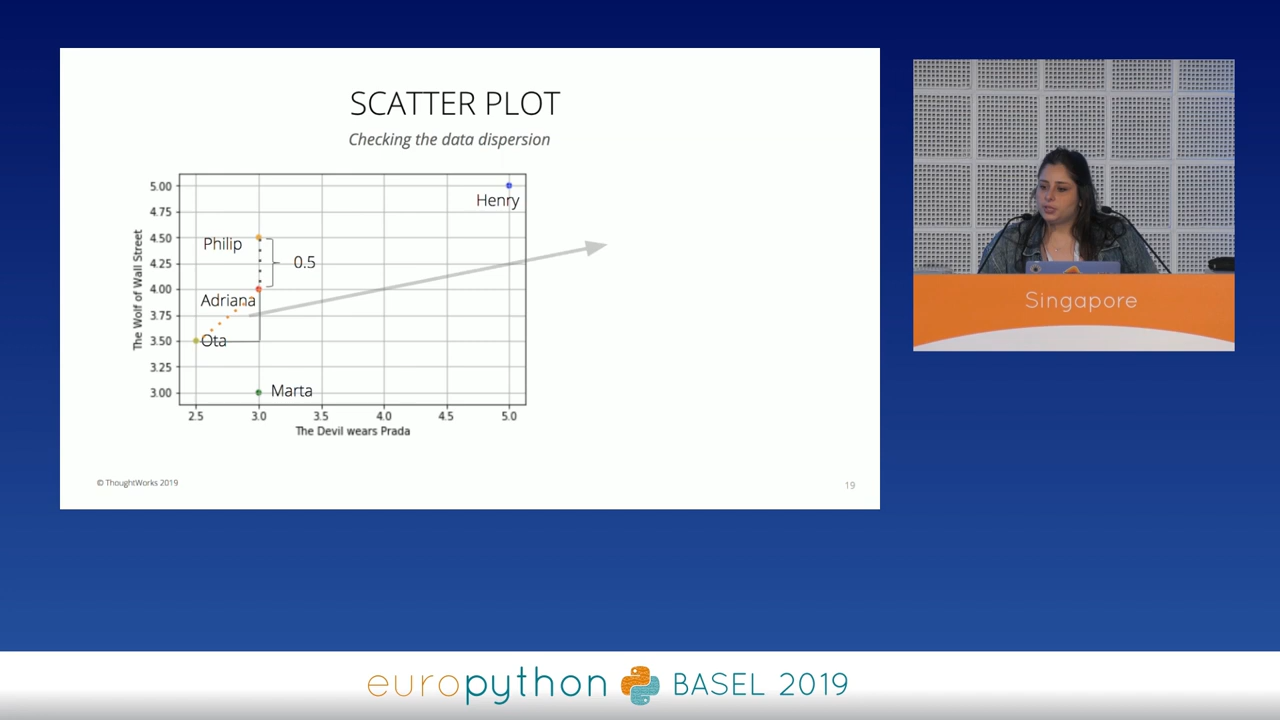 SCATTER PLOT
Checking the data dispersion
The Wolf of Wall Street
5.00
4.75
4.50
4.25
4.00
3.75
3.50
3.25
3.00
Henry
Philip
0.5
Adriana
Ota
Marta
2.5 3.0 3.5 4.0 4.5 5.0
The Devil wears Prada
© ThoughtWorks 2019
19
Singapore
europython BASEL 2019